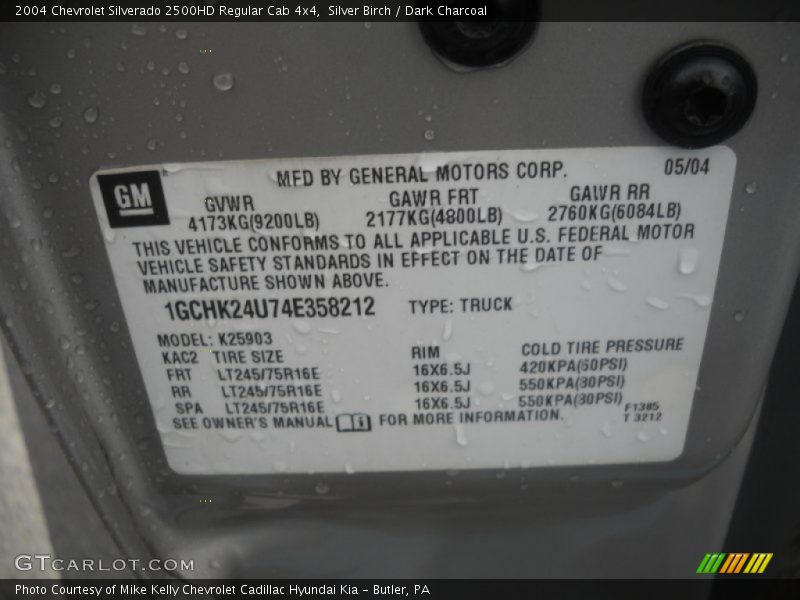 2004 Chevrolet Silverado 2500HD Regular Cab 4x4, Silver Birch / Dark Charcoal
GM
MFD BY GENERAL MOTORS CORP. 05/04
GVWR GAWR FRT GAWR RR
4173KG(9200LB) 2177KG(4800LB) 2760KG(6084LB)
THIS VEHICLE CONFORMS TO ALL APPLICABLE U.S. FEDERAL MOTOR
VEHICLE SAFETY STANDARDS IN EFFECT ON THE DATE OF
MANUFACTURE SHOWN ABOVE.
1GCHK24U74E358212 TYPE: TRUCK
MODEL: K25903
KAC2 TIRE SIZE RIM COLD TIRE PRESSURE
FRT LT245/75R16E 16X6.5J 420KPA(60PSI)
RR LT245/75R16E 16X6.5J 550KPA(80PSI)
SPA LT245/75R16E 16X6.5J 550KPA(80PSI)
SEE OWNER'S MANUAL FOR MORE INFORMATION.
F1385
T 3212
GTCARLOT.COM
Photo Courtesy of Mike Kelly Chevrolet Cadillac Hyundai Kia - Butler, PA